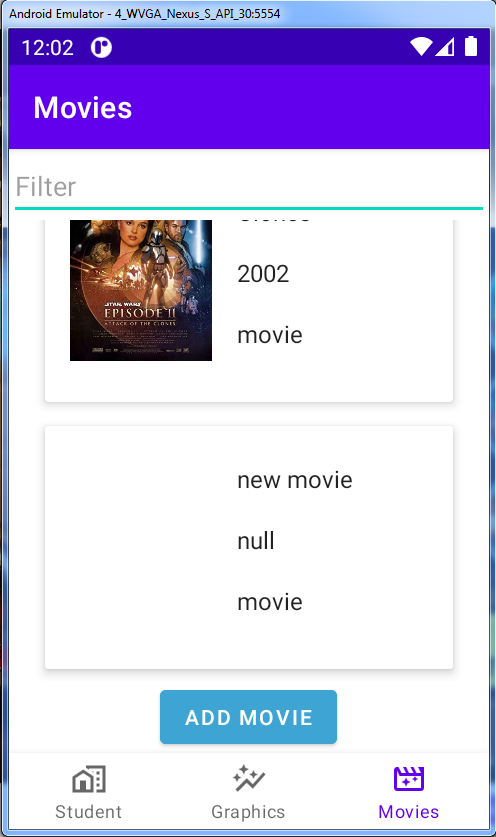 Android Emulator - 4_WVGA_Nexus_S_API_30:5554
12:02
Movies
Filter
2002
STAR WARS
EPISODE II
ATTACK OF THE CLONES
movie
new movie
null
movie
ADD MOVIE
Student
Graphics
Movies